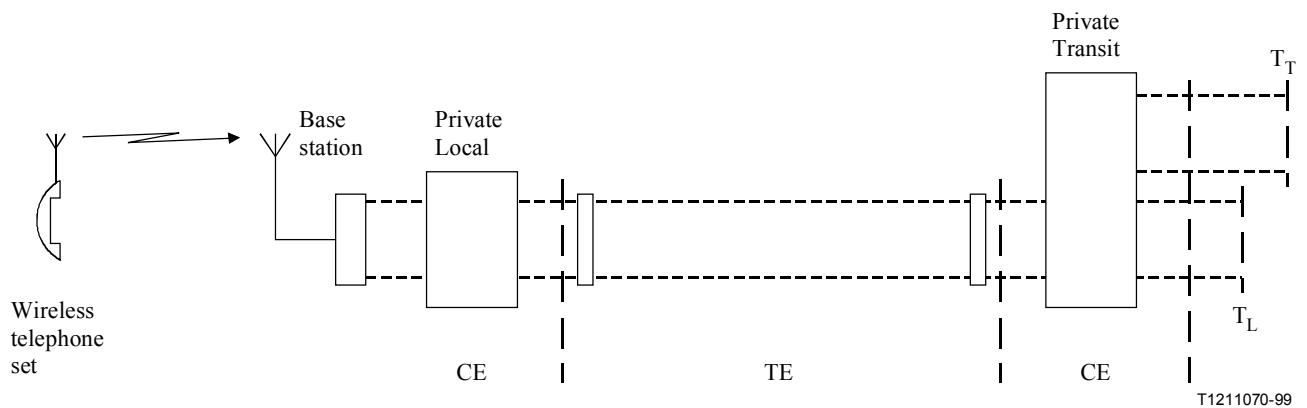 Private
Transit
T_T
Base
station
Private
Local
Wireless
telephone
set
T_L
CE
TE
CE
T1211070-99